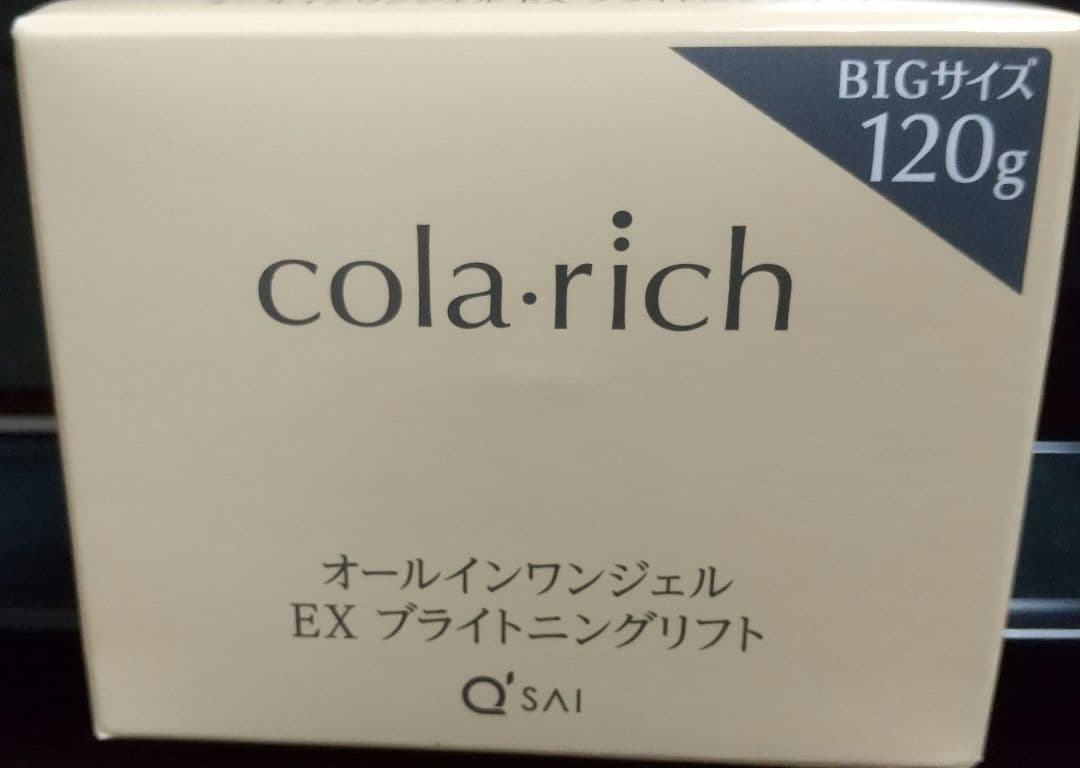 BIGサイズ
120g
cola・rich
オールインワンジェル
EX ブライトニングリフト
Q'SAI